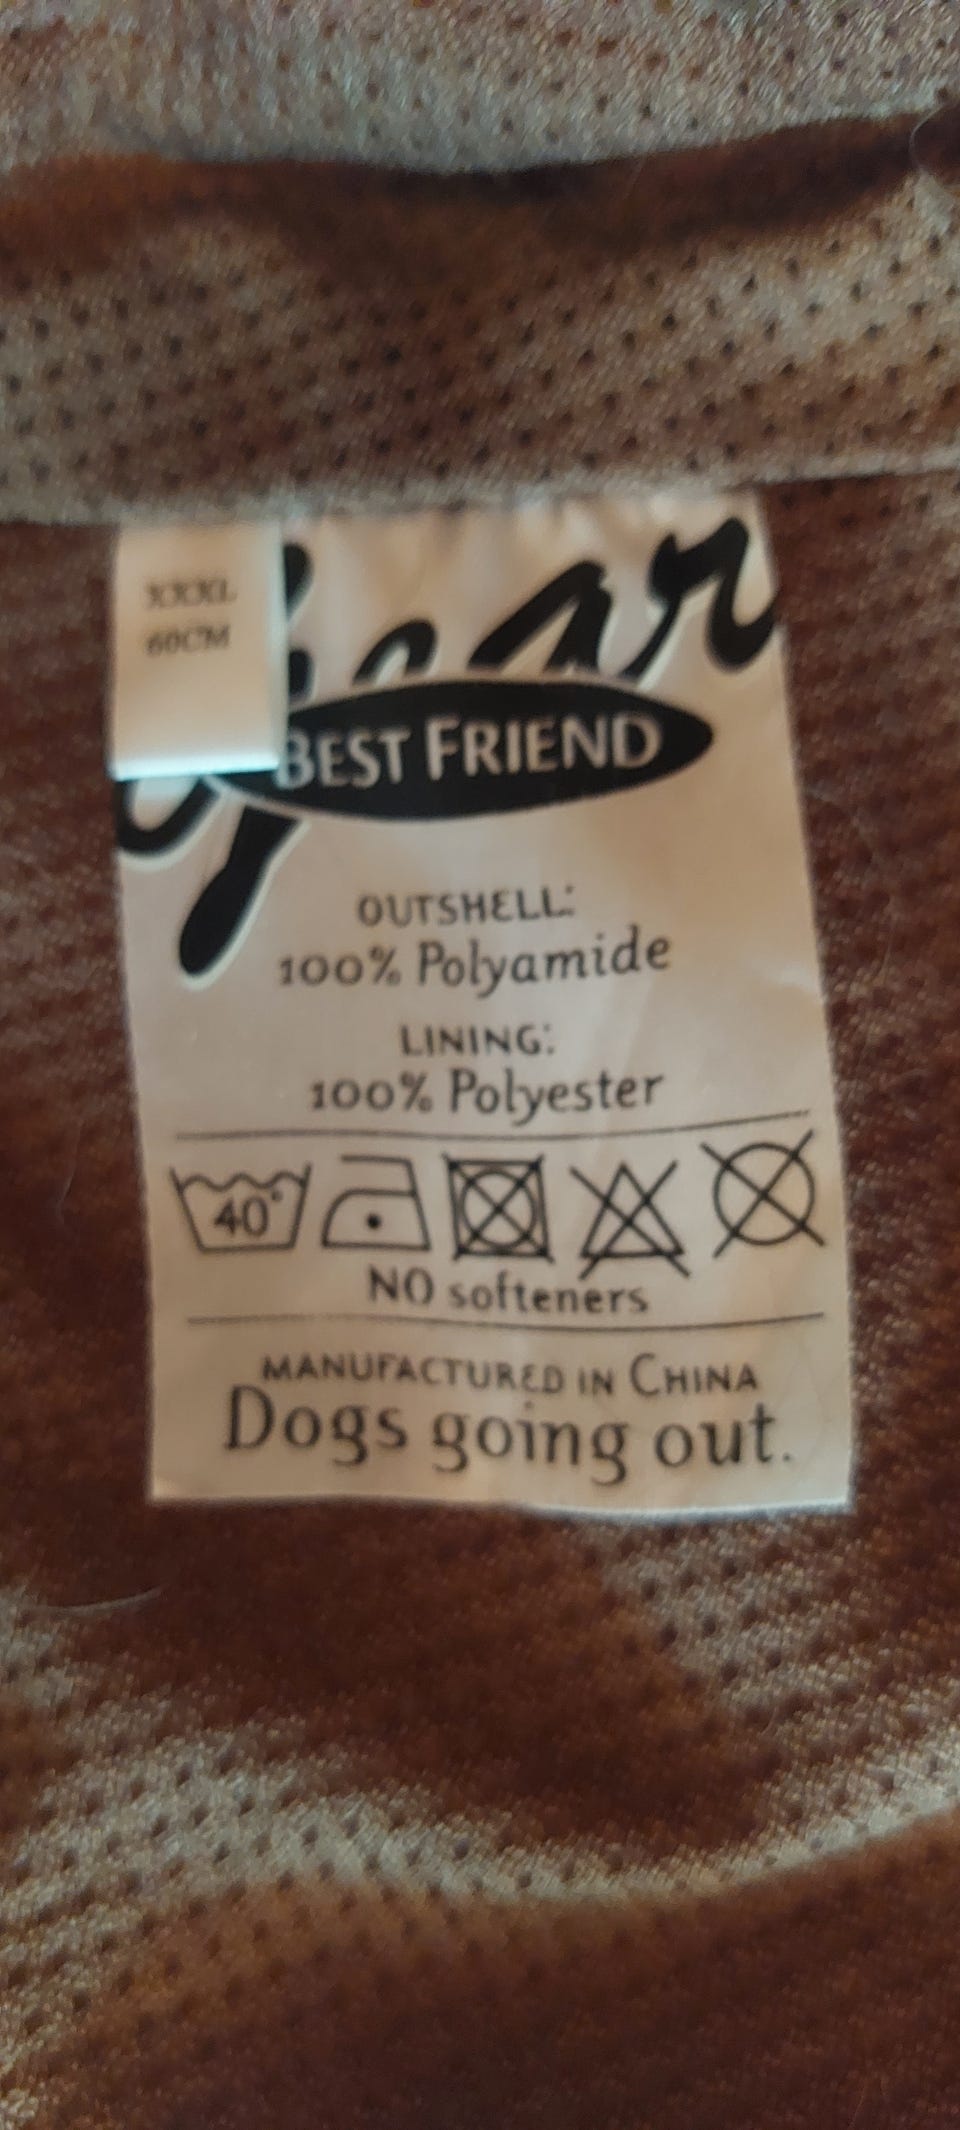 XXXL
60CM
gear
BEST FRIEND
OUTSHELL:
100% Polyamide
LINING:
100% Polyester
40°
NO softeners
MANUFACTURED IN CHINA
Dogs going out.